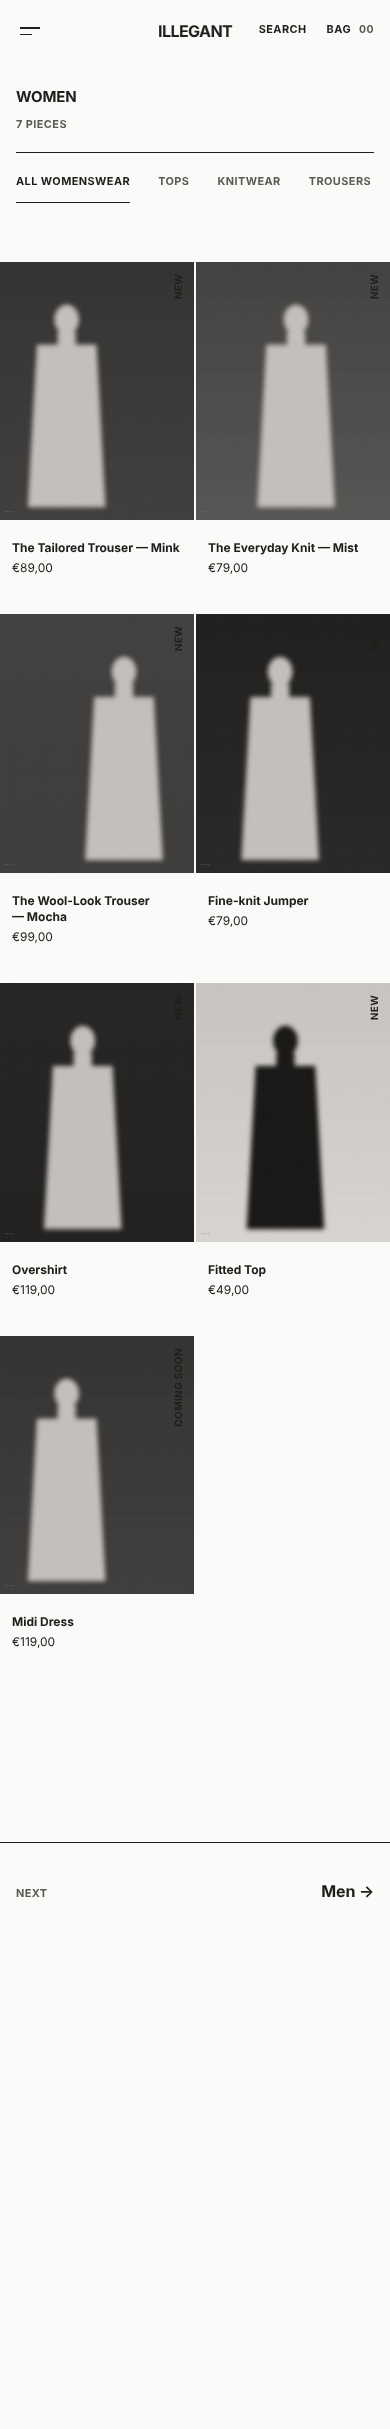 ILLEGANT SEARCH BAG 00
WOMEN
7 PIECES
ALL WOMENSWEAR TOPS KNITWEAR TROUSERS
NEW
NEW
The Tailored Trouser — Mink
€89,00
The Everyday Knit — Mist
€79,00
NEW
The Wool-Look Trouser
— Mocha
€99,00
Fine-knit Jumper
€79,00
NEW
NEW
Overshirt
€119,00
Fitted Top
€49,00
COMING SOON
Midi Dress
€119,00
NEXT
Men →